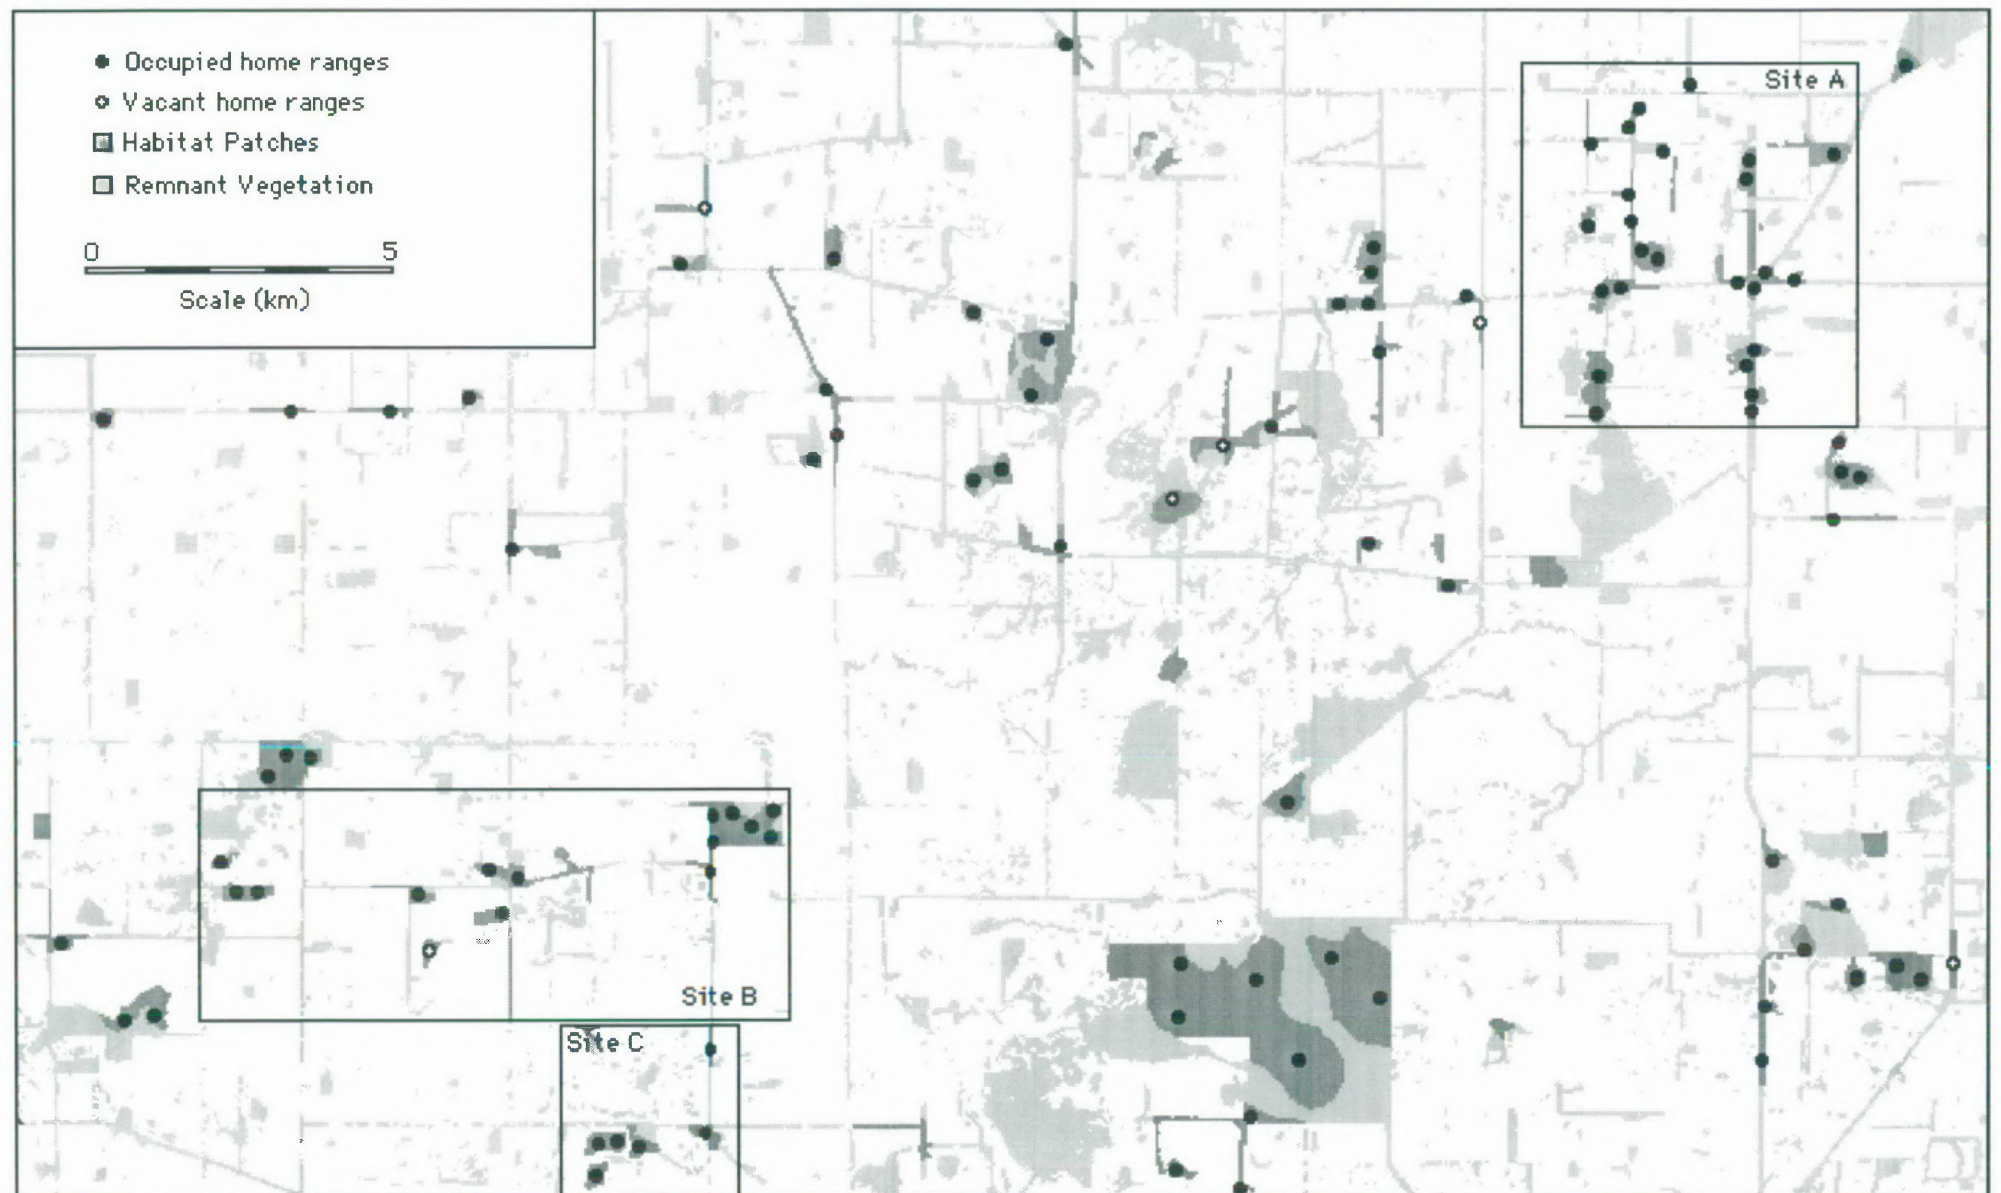 Occupied home ranges
Vacant home ranges
Habitat Patches
Remnant Vegetation
0 5
Scale (km)
Site A
Site B
Site C